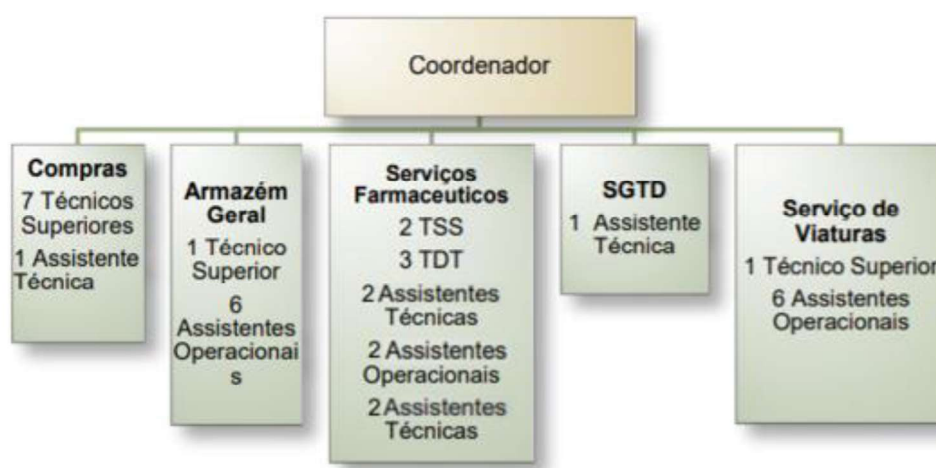 Coordenador
Compras
7 Técnicos
Superiores
1 Assistente
Técnica
Armazém
Geral
1 Técnico
Superior
6
Assistentes
Operacionai
s
Serviços
Farmaceuticos
2 TSS
3 TDT
2 Assistentes
Técnicas
2 Assistentes
Operacionais
2 Assistentes
Técnicas
SGTD
1 Assistente
Técnica
Serviço de
Viaturas
1 Técnico Superior
6 Assistentes
Operacionais